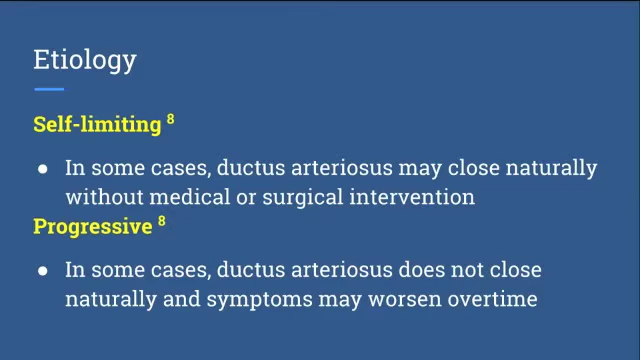 Etiology
Self-limiting 8
● In some cases, ductus arteriosus may close naturally
without medical or surgical intervention
Progressive 8
● In some cases, ductus arteriosus does not close
naturally and symptoms may worsen overtime